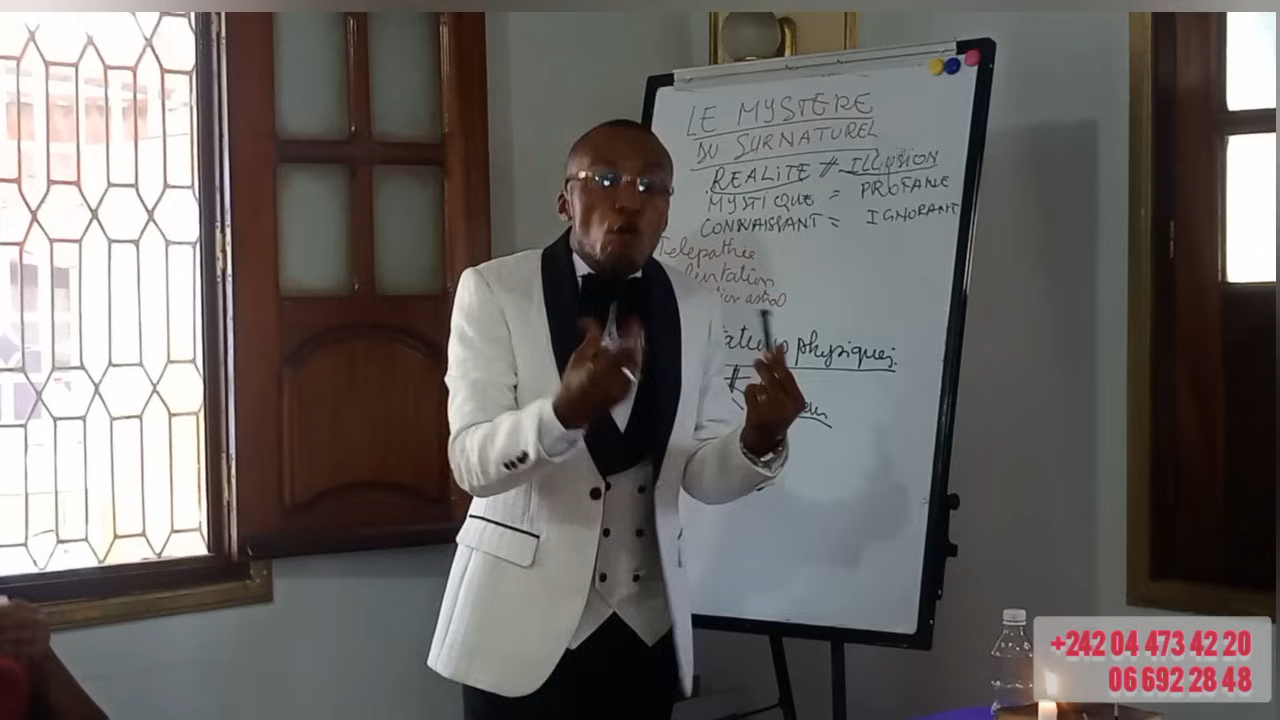 LE MYSTERE
DU SURNATUREL
REALITE # ILLUSION
MYSTIQUE = PROFANE
CONNAISSANT = IGNORANT
Telepathie
astral
physiques
+242 04 473 42 20
06 692 28 48